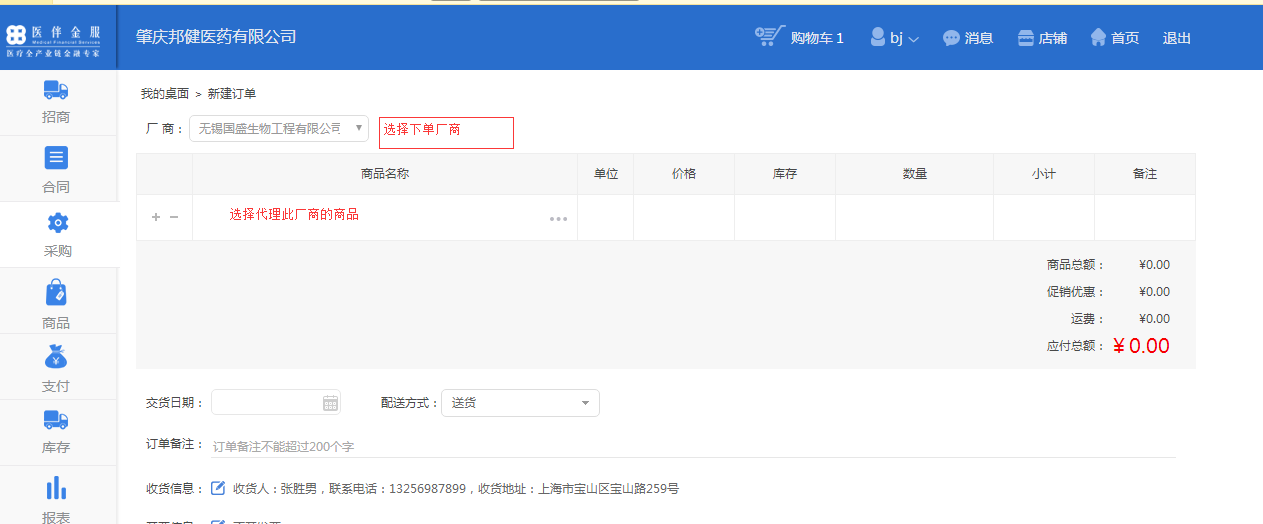 医伴金服
Medical Financial Services
医疗全产业链金融专家
肇庆邦健医药有限公司
购物车 1
bj
消息
店铺
首页
退出
招商
合同
采购
商品
支付
库存
报表
我的桌面 > 新建订单
厂 商：
无锡国盛生物工程有限公司
选择下单厂商
商品名称 单位 价格 库存 数量 小计 备注
+ −
选择代理此厂商的商品
商品总额： ¥0.00
促销优惠： ¥0.00
运费： ¥0.00
应付总额： ¥ 0.00
交货日期：
配送方式： 送货
订单备注： 订单备注不能超过200个字
收货信息： 收货人：张胜男，联系电话：13256987899，收货地址：上海市宝山区宝山路259号